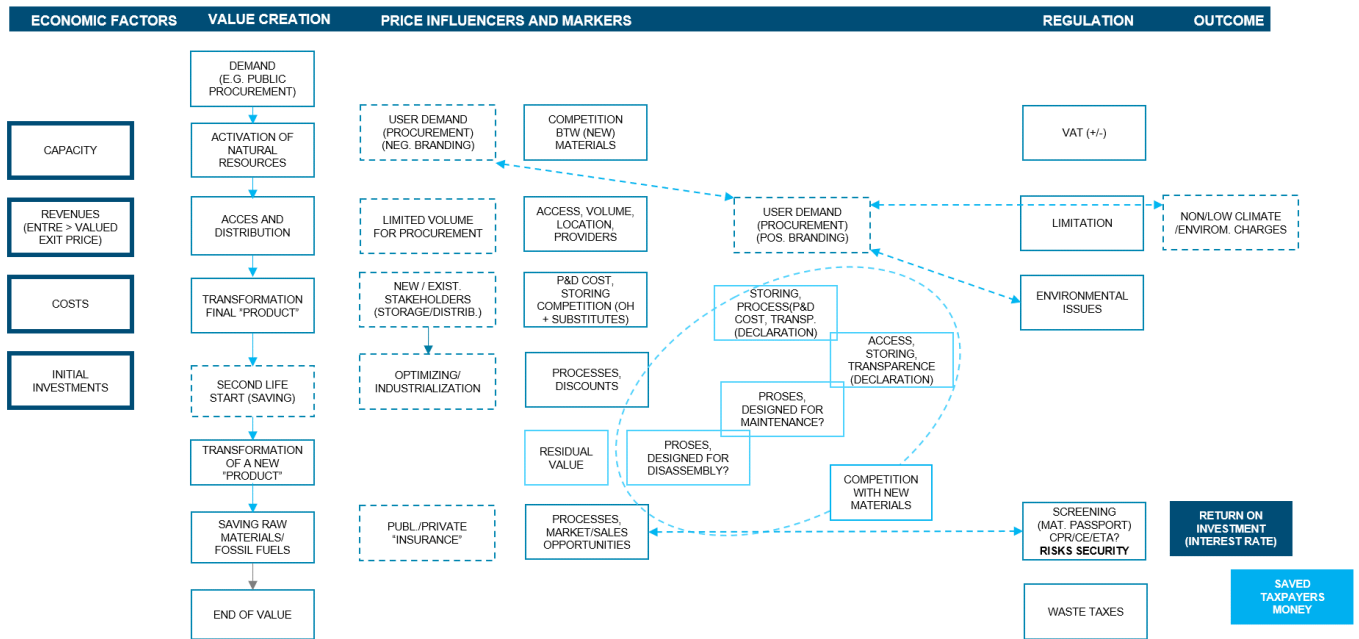 ECONOMIC FACTORS
VALUE CREATION
PRICE INFLUENCERS AND MARKERS
REGULATION
OUTCOME
CAPACITY
REVENUES
(ENTRE > VALUED
EXIT PRICE)
COSTS
INITIAL
INVESTMENTS
DEMAND
(E.G. PUBLIC
PROCUREMENT)
ACTIVATION OF
NATURAL
RESOURCES
ACCES AND
DISTRIBUTION
TRANSFORMATION
FINAL "PRODUCT"
SECOND LIFE
START (SAVING)
TRANSFORMATION
OF A NEW
"PRODUCT"
SAVING RAW
MATERIALS/
FOSSIL FUELS
END OF VALUE
USER DEMAND
(PROCUREMENT)
(NEG. BRANDING)
LIMITED VOLUME
FOR PROCUREMENT
NEW / EXIST.
STAKEHOLDERS
(STORAGE/DISTRIB.)
OPTIMIZING/
INDUSTRIALIZATION
PUBL./PRIVATE
"INSURANCE"
COMPETITION
BTW (NEW)
MATERIALS
ACCESS, VOLUME,
LOCATION,
PROVIDERS
P&D COST,
STORING
COMPETITION (OH
+ SUBSTITUTES)
PROCESSES,
DISCOUNTS
RESIDUAL
VALUE
PROCESSES,
MARKET/SALES
OPPORTUNITIES
USER DEMAND
(PROCUREMENT)
(POS. BRANDING)
STORING,
PROCESS(P&D
COST, TRANSP.
(DECLARATION)
ACCESS,
STORING,
TRANSPARENCE
(DECLARATION)
PROSES,
DESIGNED FOR
MAINTENANCE?
PROSES,
DESIGNED FOR
DISASSEMBLY?
COMPETITION
WITH NEW
MATERIALS
VAT (+/-)
LIMITATION
ENVIRONMENTAL
ISSUES
SCREENING
(MAT. PASSPORT)
CPR/CE/ETA?
RISKS SECURITY
WASTE TAXES
NON/LOW CLIMATE
/ENVIROM. CHARGES
RETURN ON
INVESTMENT
(INTEREST RATE)
SAVED
TAXPAYERS
MONEY